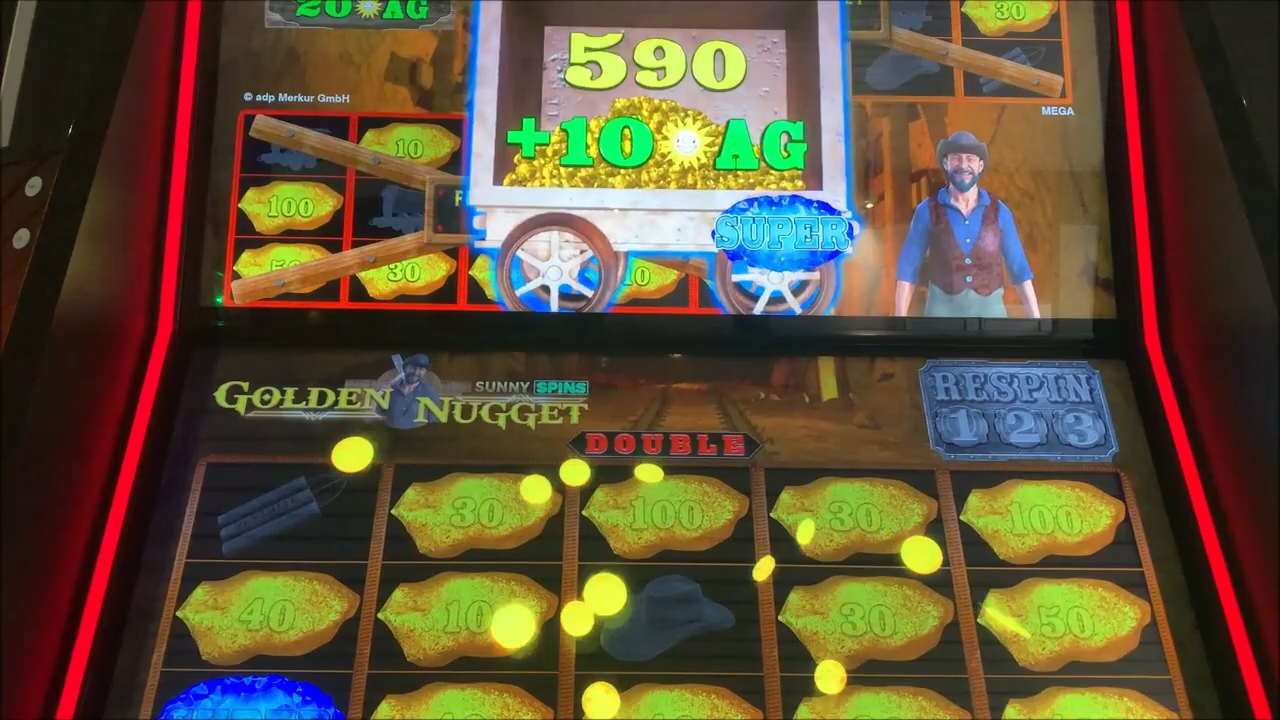 20 AG
30
590
© adp Merkur GmbH
MEGA
10
+10 AG
100
SUPER
30
10
GOLDEN NUGGET
SUNNY SPINS
RESPIN
1 2 3
DOUBLE
30
100
30
100
40
10
30
50